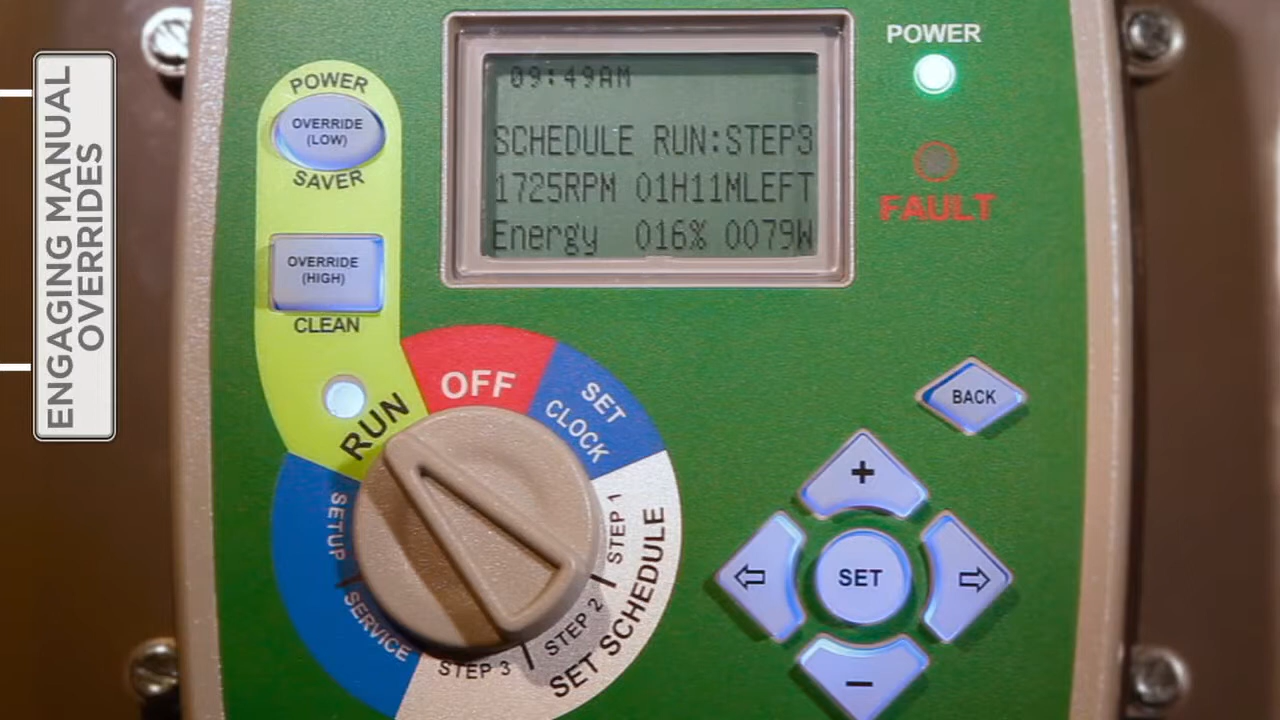 ENGAGING MANUAL
OVERRIDES
POWER
OVERRIDE
(LOW)
SAVER
OVERRIDE
(HIGH)
CLEAN
09:49AM
SCHEDULE RUN:STEP3
1725RPM 01H11MLEFT
Energy 016% 0079W
POWER
FAULT
RUN
OFF
SET
CLOCK
STEP 1
STEP 2
STEP 3
SET SCHEDULE
SERVICE
SETUP
BACK
+
SET
−